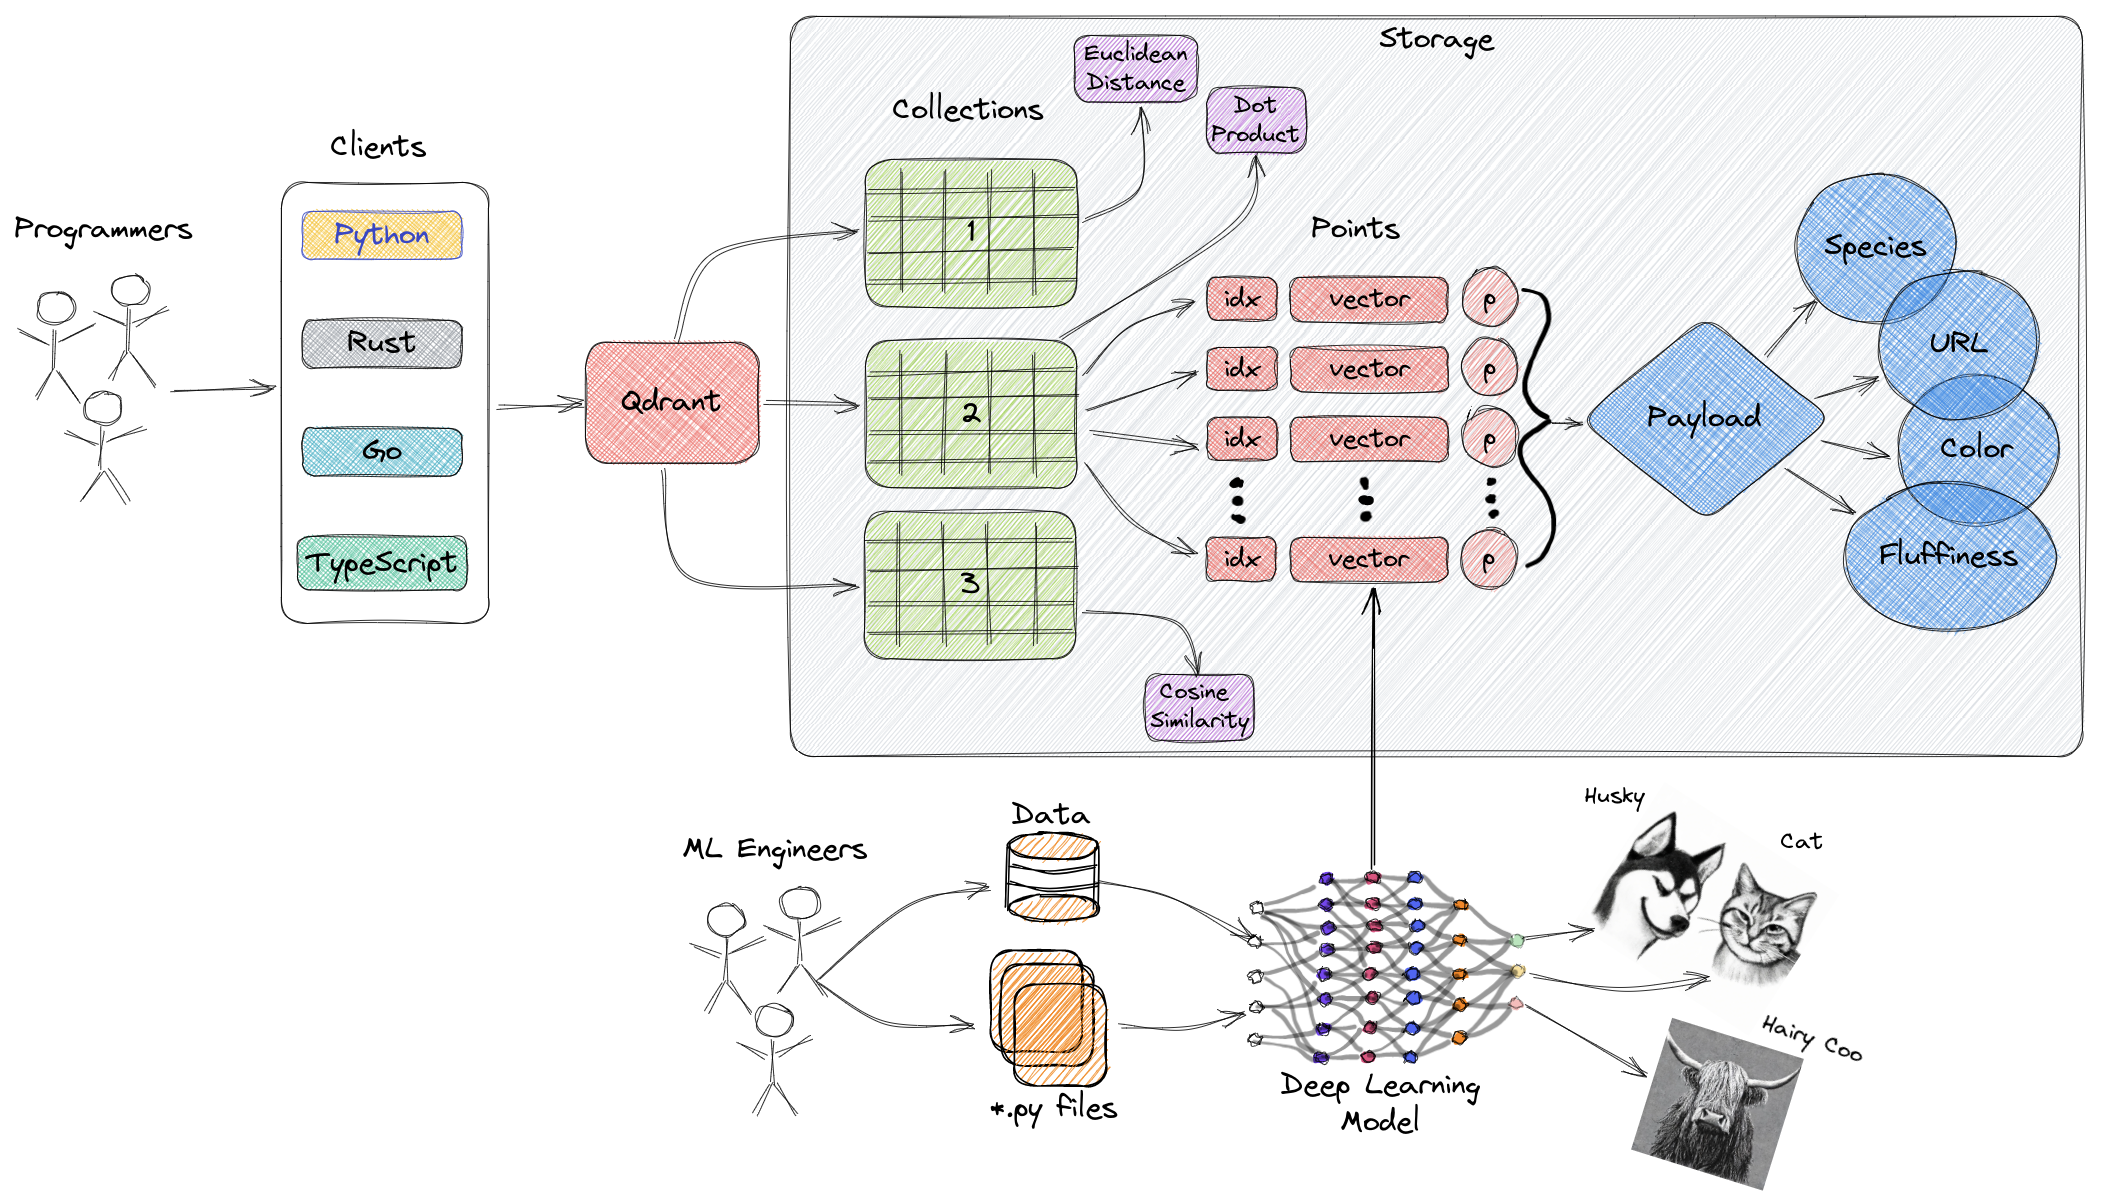 Storage
Euclidean
Distance
Dot
Product
Collections
Clients
Programmers
Python
Rust
Go
TypeScript
Qdrant
1
2
3
Cosine
Similarity
Points
idx vector p
idx vector p
idx vector p
idx vector p
Payload
Species
URL
Color
Fluffiness
ML Engineers
Data
*.py files
Deep Learning
Model
Husky
Cat
Hairy Coo